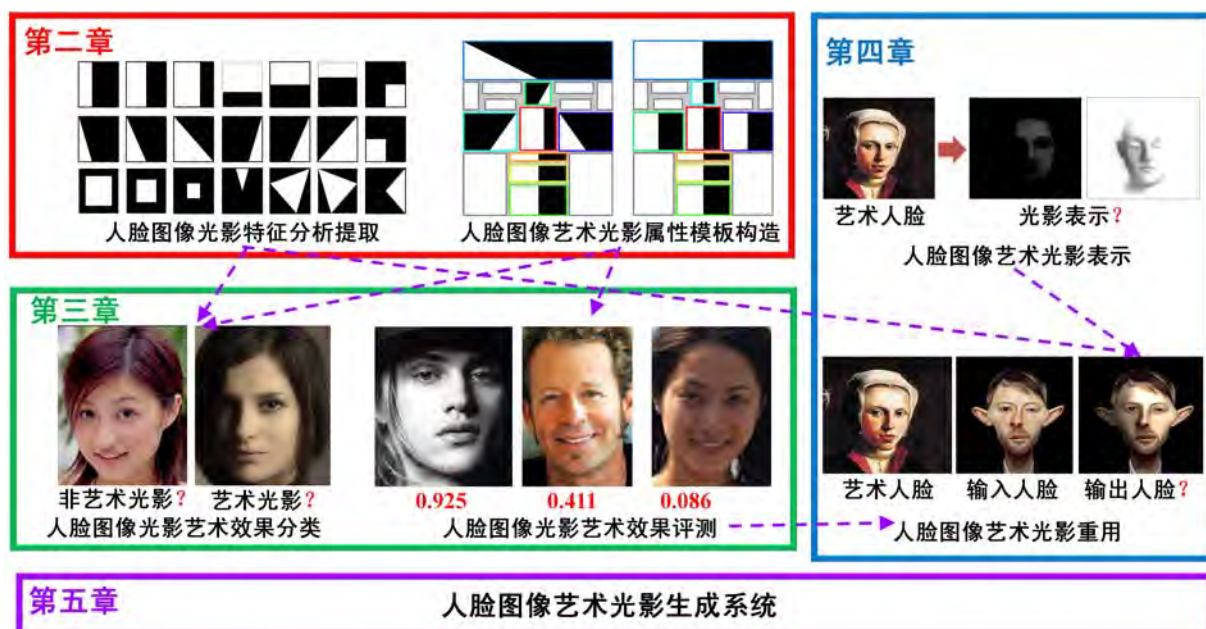 第二章
人脸图像光影特征分析提取
人脸图像艺术光影属性模板构造
第三章
非艺术光影？
艺术光影？
人脸图像光影艺术效果分类
0.925
0.411
0.086
人脸图像光影艺术效果评测
第四章
艺术人脸
光影表示？
人脸图像艺术光影表示
艺术人脸
输入人脸
输出人脸？
人脸图像艺术光影重用
第五章
人脸图像艺术光影生成系统